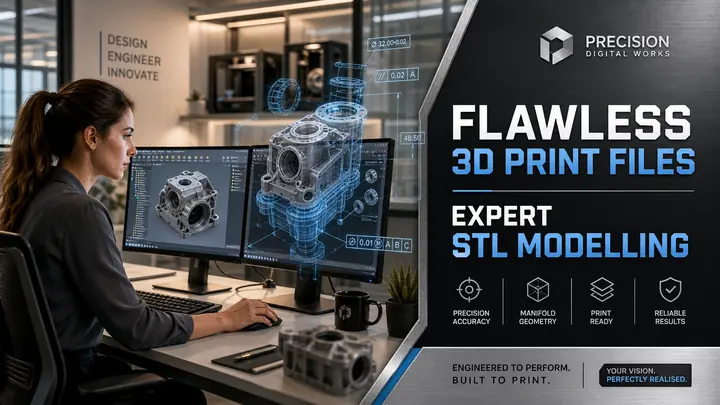 DESIGN
ENGINEER
INNOVATE
Ø 32.00±0.02
// 0.02 A
48.50
0.01 M A B C
PRECISION
DIGITAL WORKS
FLAWLESS
3D PRINT FILES
EXPERT
STL MODELLING
PRECISION
ACCURACY
MANIFOLD
GEOMETRY
PRINT
READY
RELIABLE
RESULTS
ENGINEERED TO PERFORM.
BUILT TO PRINT.
YOUR VISION.
PERFECTLY REALISED.